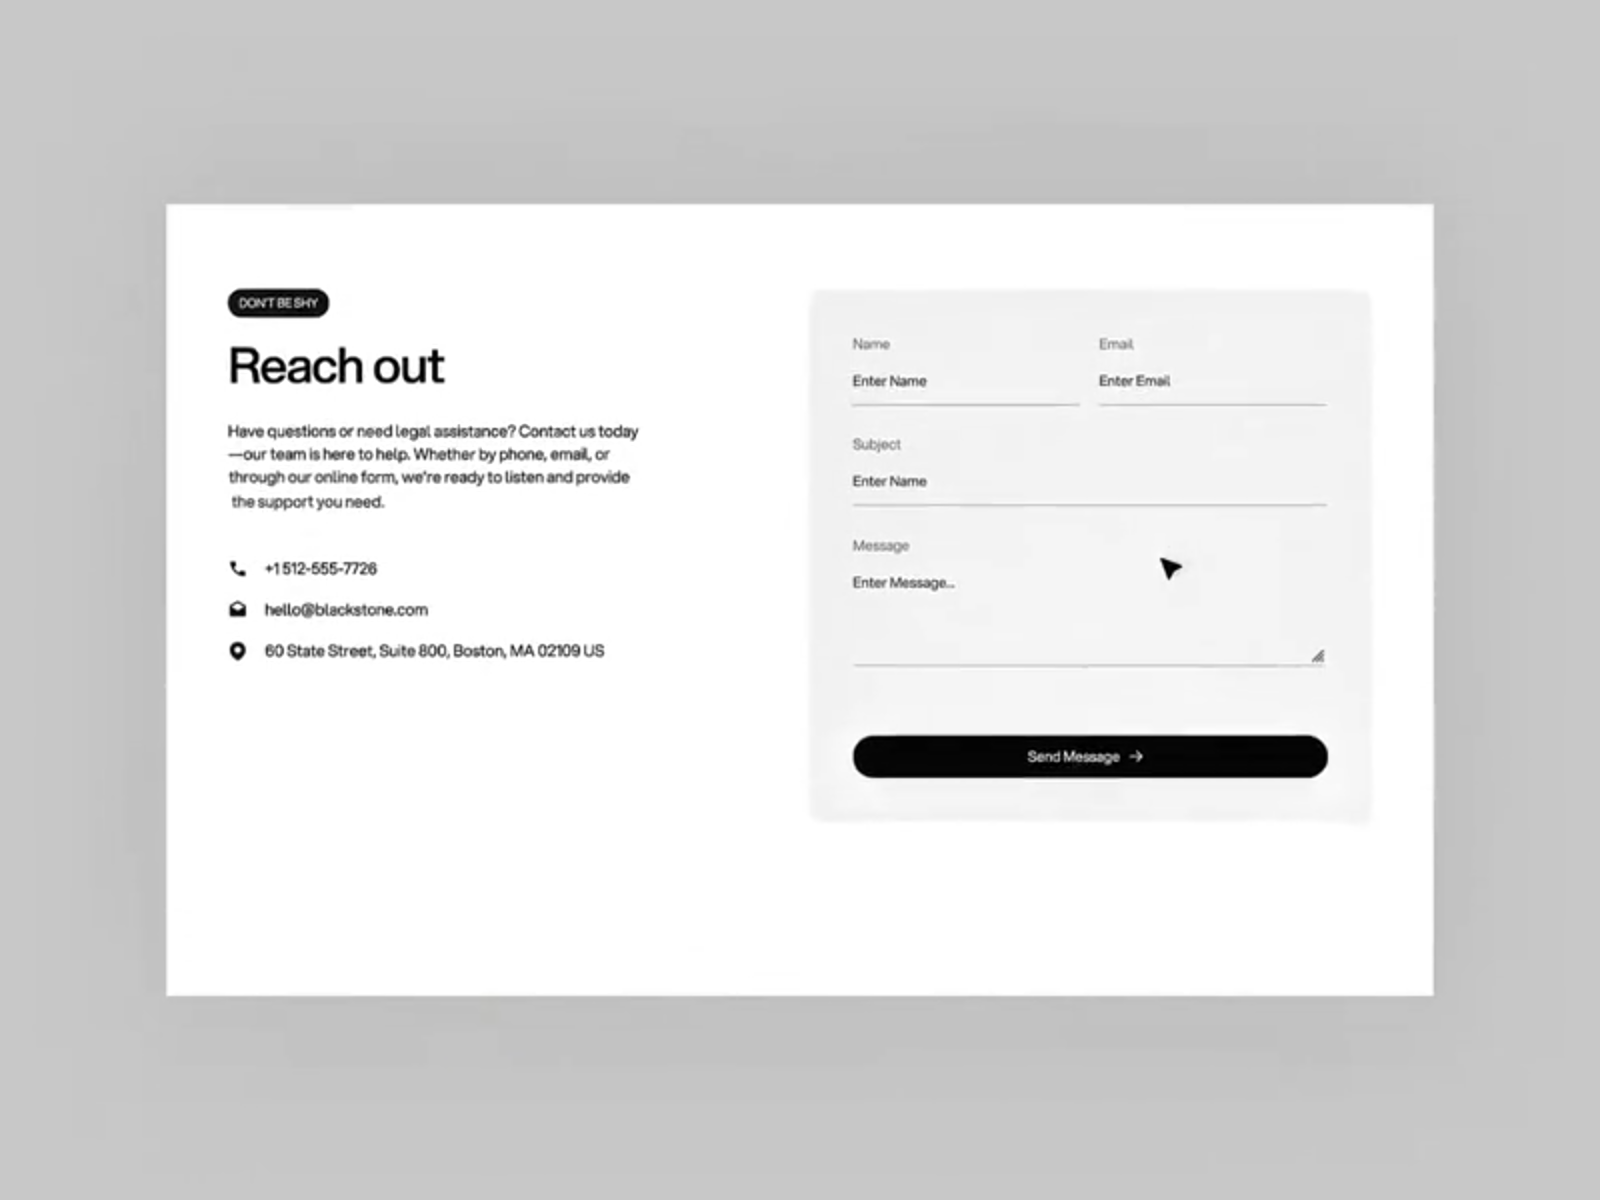 DON'T BE SHY
Reach out
Have questions or need legal assistance? Contact us today
—our team is here to help. Whether by phone, email, or
through our online form, we're ready to listen and provide
the support you need.
+1 512-555-7726
hello@blackstone.com
60 State Street, Suite 800, Boston, MA 02109 US
Name
Enter Name
Email
Enter Email
Subject
Enter Name
Message
Enter Message...
Send Message →